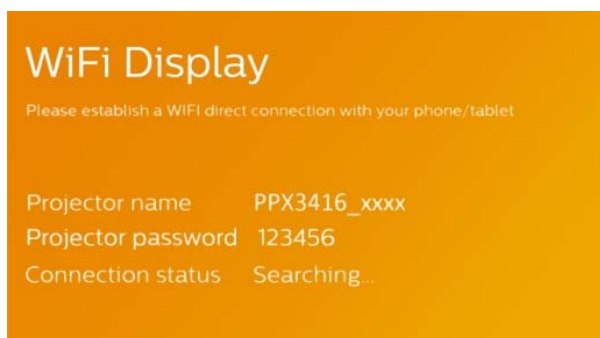 WiFi Display
Please establish a WIFI direct connection with your phone/tablet
Projector name PPX3416_xxxx
Projector password 123456
Connection status Searching...